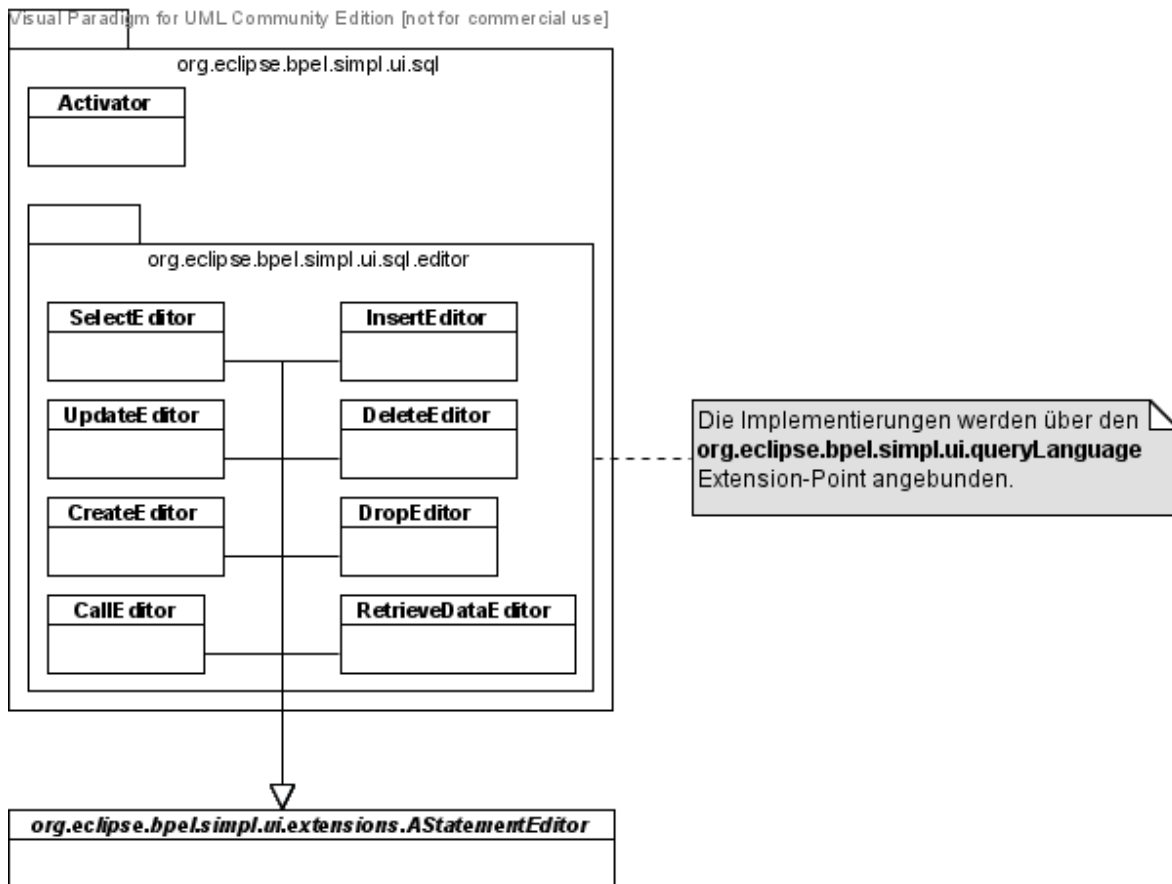 Visual Paradigm for UML Community Edition [not for commercial use]
org.eclipse.bpel.simpl.ui.sql
Activator
org.eclipse.bpel.simpl.ui.sql.editor
SelectEditor
InsertEditor
UpdateEditor
DeleteEditor
CreateEditor
DropEditor
CallEditor
RetrieveDataEditor
Die Implementierungen werden über den
org.eclipse.bpel.simpl.ui.queryLanguage
Extension-Point angebunden.
org.eclipse.bpel.simpl.ui.extensions.AStatementEditor